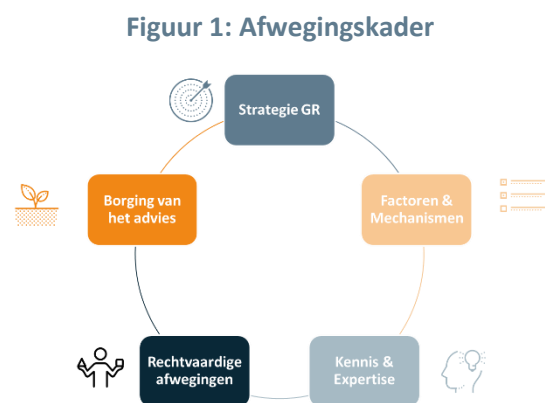 Figuur 1: Afwegingskader
Strategie GR
Factoren &
Mechanismen
Kennis &
Expertise
Rechtvaardige
afwegingen
Borging van
het advies